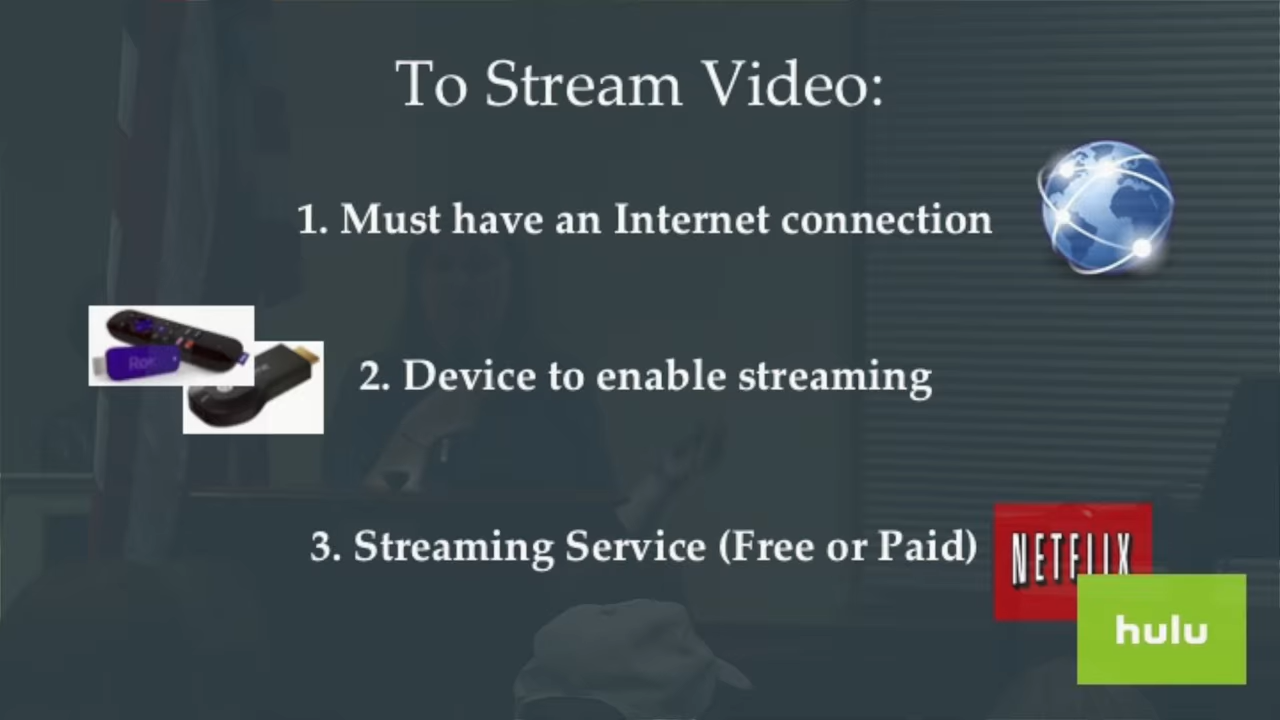 To Stream Video:
1. Must have an Internet connection
Roku
2. Device to enable streaming
3. Streaming Service (Free or Paid)
NETFLIX
hulu